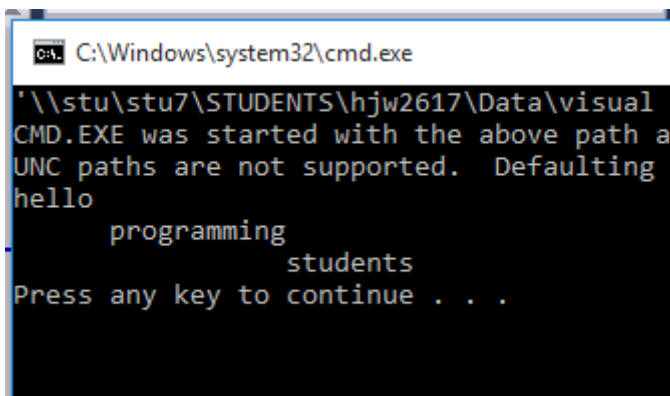 C:\Windows\system32\cmd.exe
'\\stu\stu7\STUDENTS\hjw2617\Data\visual
CMD.EXE was started with the above path a
UNC paths are not supported.  Defaulting
hello
      programming
                 students
Press any key to continue . . .